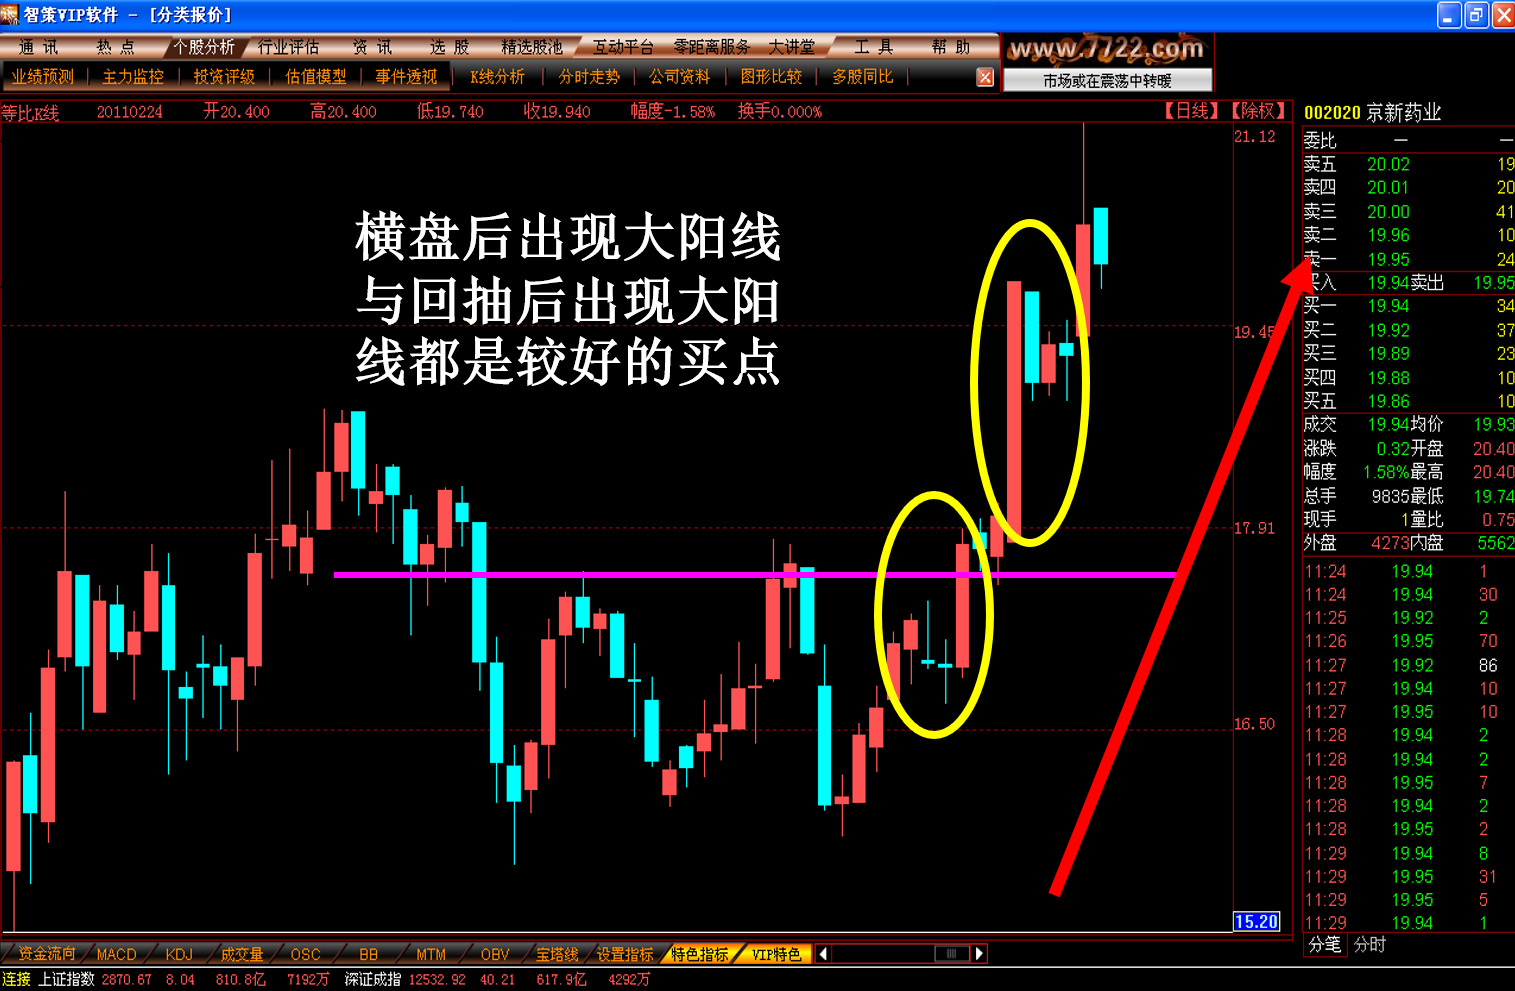 智策VIP软件 - [分类报价]
通 讯 热 点 个股分析 行业评估 资 讯 选 股 精选股池 互动平台 零距离服务 大讲堂 工 具 帮 助
www.7722.com
业绩预测 主力监控 投资评级 估值模型 事件透视 K线分析 分时走势 公司资料 图形比较 多股同比
市场或在震荡中转暖
等比K线 20110224 开20.400 高20.400 低19.740 收19.940 幅度-1.58% 换手0.000% 【日线】【除权】
002020 京新药业
21.12
19.45
17.91
16.50
15.20
横盘后出现大阳线
与回抽后出现大阳
线都是较好的买点
委比 — —
卖五 20.02 19
卖四 20.01 20
卖三 20.00 41
卖二 19.96 10
卖一 19.95 24
买入 19.94 卖出 19.95
买一 19.94 34
买二 19.92 37
买三 19.89 23
买四 19.88 10
买五 19.86 10
成交 19.94 均价 19.93
涨跌 0.32 开盘 20.40
幅度 1.58% 最高 20.40
总手 9835 最低 19.74
现手 1 量比 0.75
外盘 4273 内盘 5562
11:24 19.94 1
11:24 19.94 30
11:25 19.92 2
11:26 19.95 70
11:27 19.92 86
11:27 19.94 10
11:27 19.95 10
11:28 19.94 2
11:28 19.94 2
11:28 19.95 7
11:28 19.94 2
11:28 19.95 2
11:29 19.94 8
11:29 19.95 31
11:29 19.95 5
11:29 19.94 1
分笔 分时
资金流向 MACD KDJ 成交量 OSC BB MTM OBV 宝塔线 设置指标 特色指标 VIP特色
连接 上证指数 2870.67 8.04 810.8亿 7192万 深证成指 12532.92 40.21 617.9亿 4292万